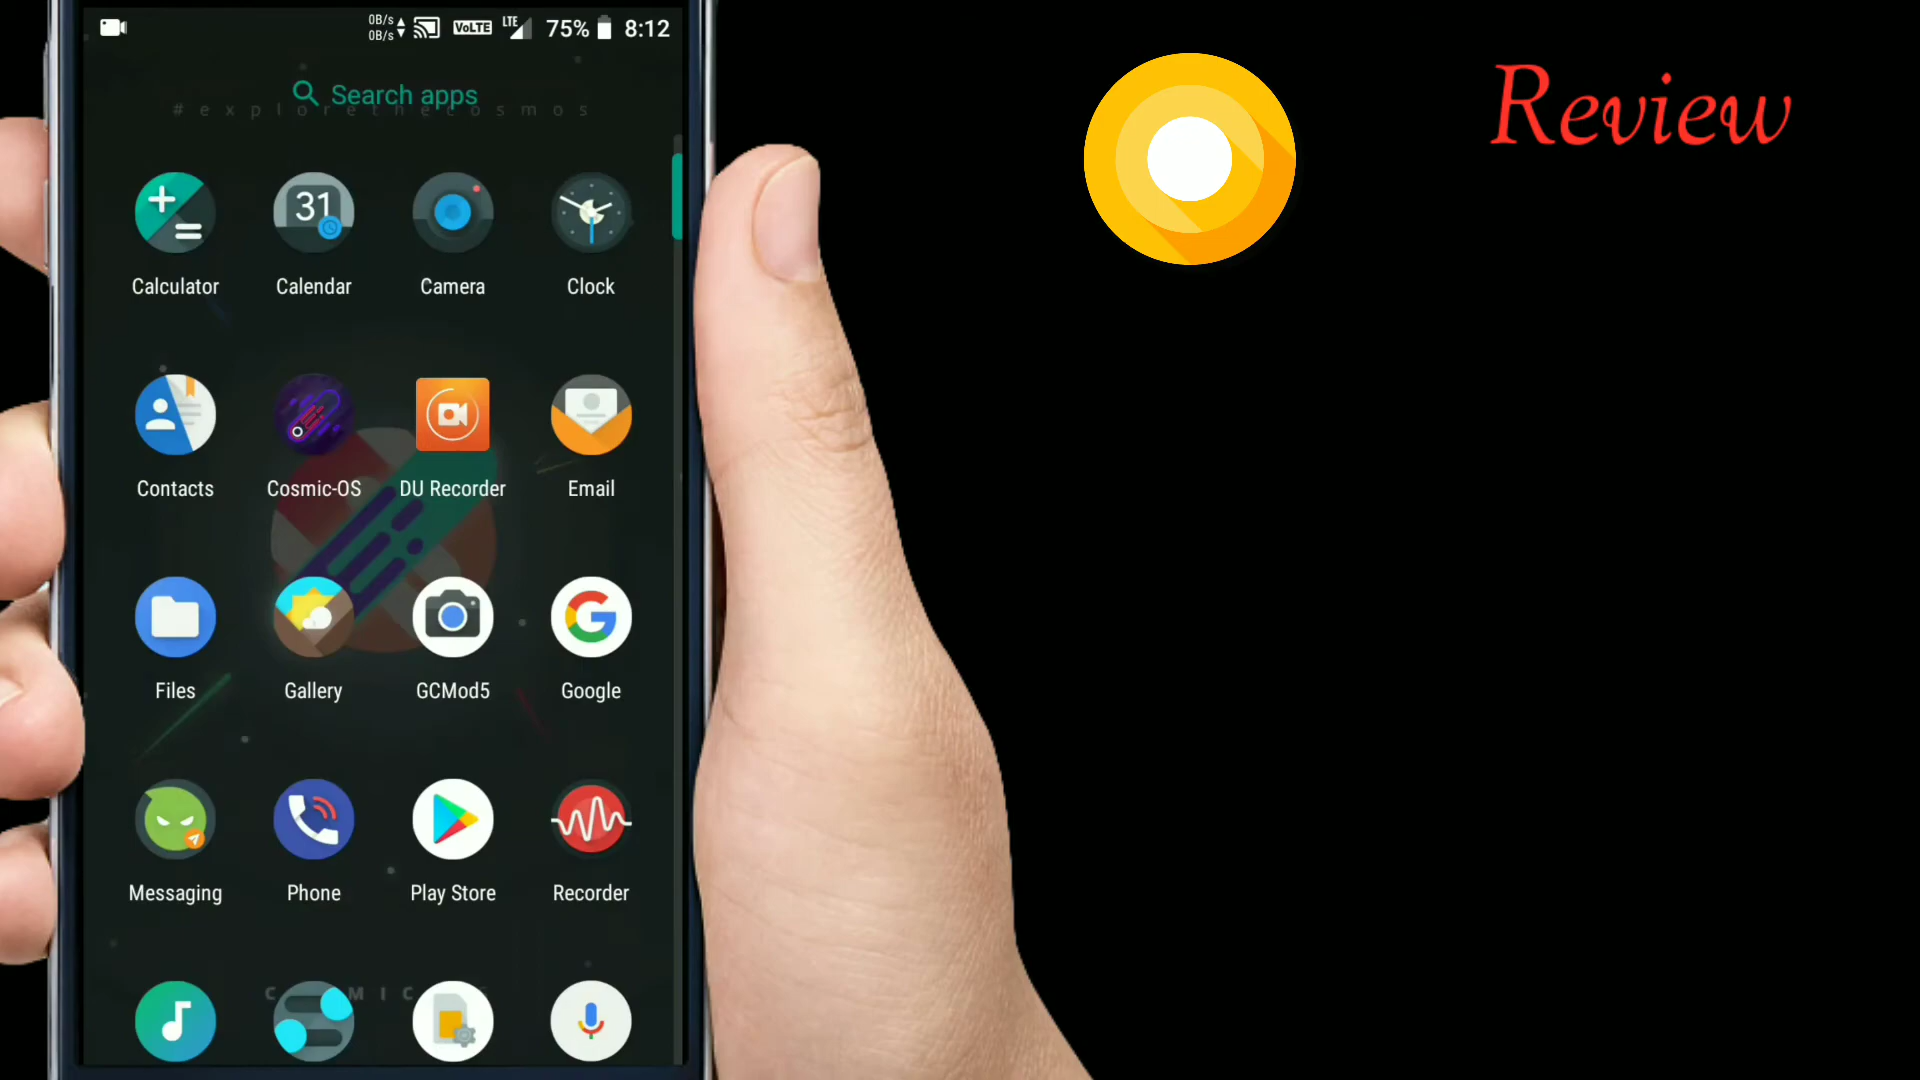 0B/s
0B/s
VoLTE LTE 75% 8:12
Review
Search apps
#explorethecosmos
31
Calculator Calendar Camera Clock
Contacts Cosmic-OS DU Recorder Email
G
Files Gallery GCMod5 Google
Messaging Phone Play Store Recorder